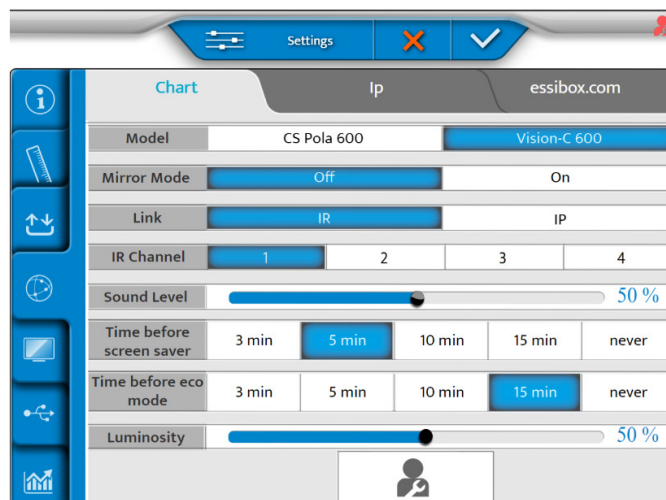 Settings
Chart Ip essibox.com
Model CS Pola 600 Vision-C 600
Mirror Mode Off On
Link IR IP
IR Channel 1 2 3 4
Sound Level 50 %
Time before
screen saver 3 min 5 min 10 min 15 min never
Time before eco
mode 3 min 5 min 10 min 15 min never
Luminosity 50 %